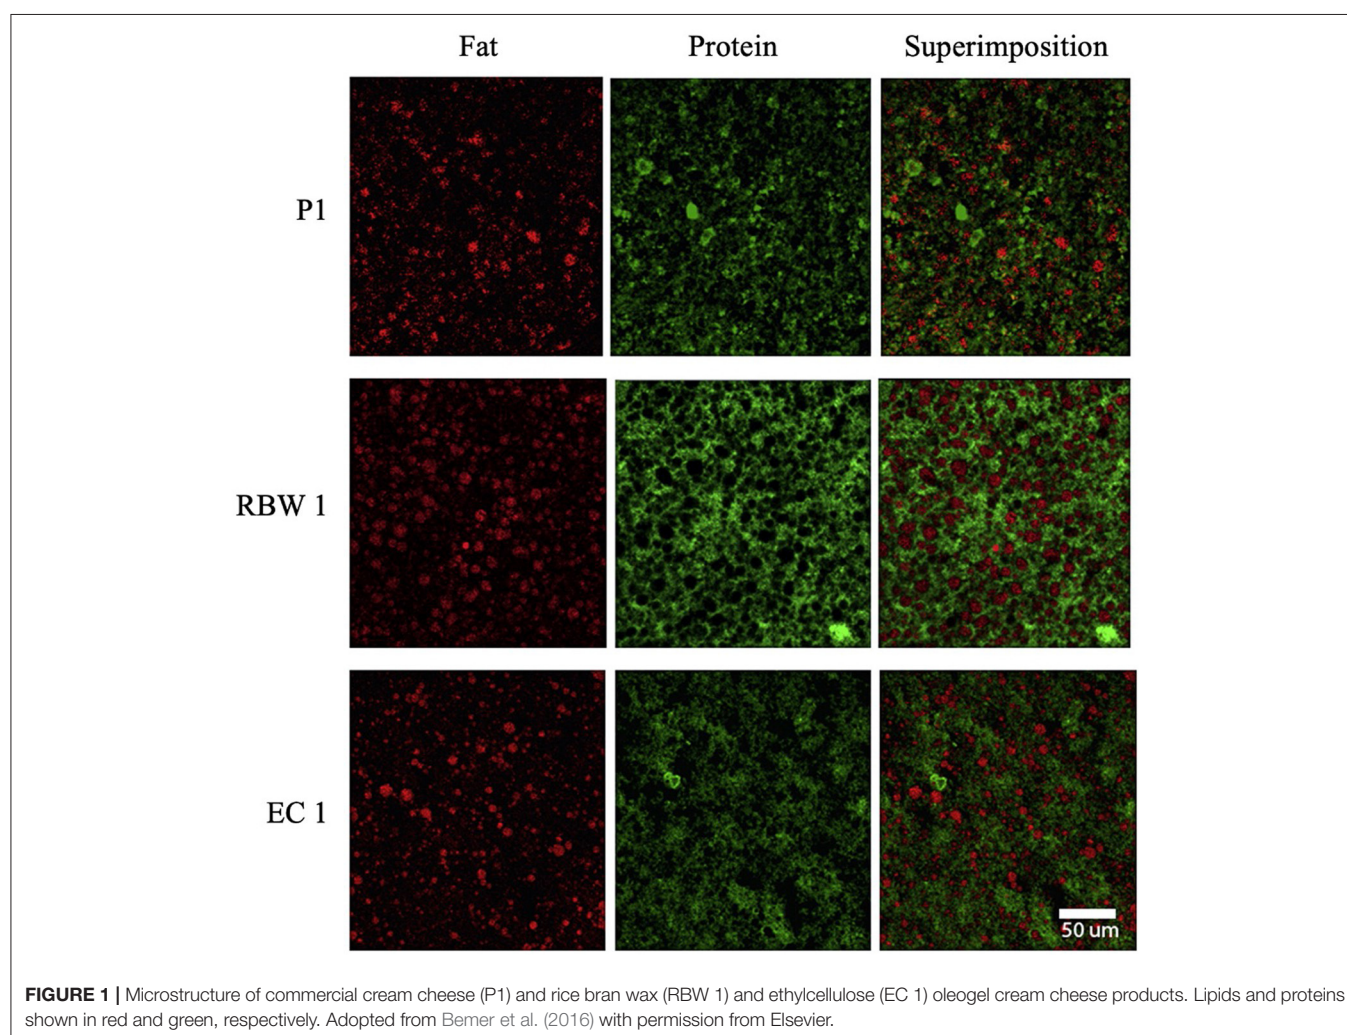 Fat Protein Superimposition
P1
RBW 1
EC 1
50 um
FIGURE 1 | Microstructure of commercial cream cheese (P1) and rice bran wax (RBW 1) and ethylcellulose (EC 1) oleogel cream cheese products. Lipids and proteins
shown in red and green, respectively. Adopted from Bemer et al. (2016) with permission from Elsevier.